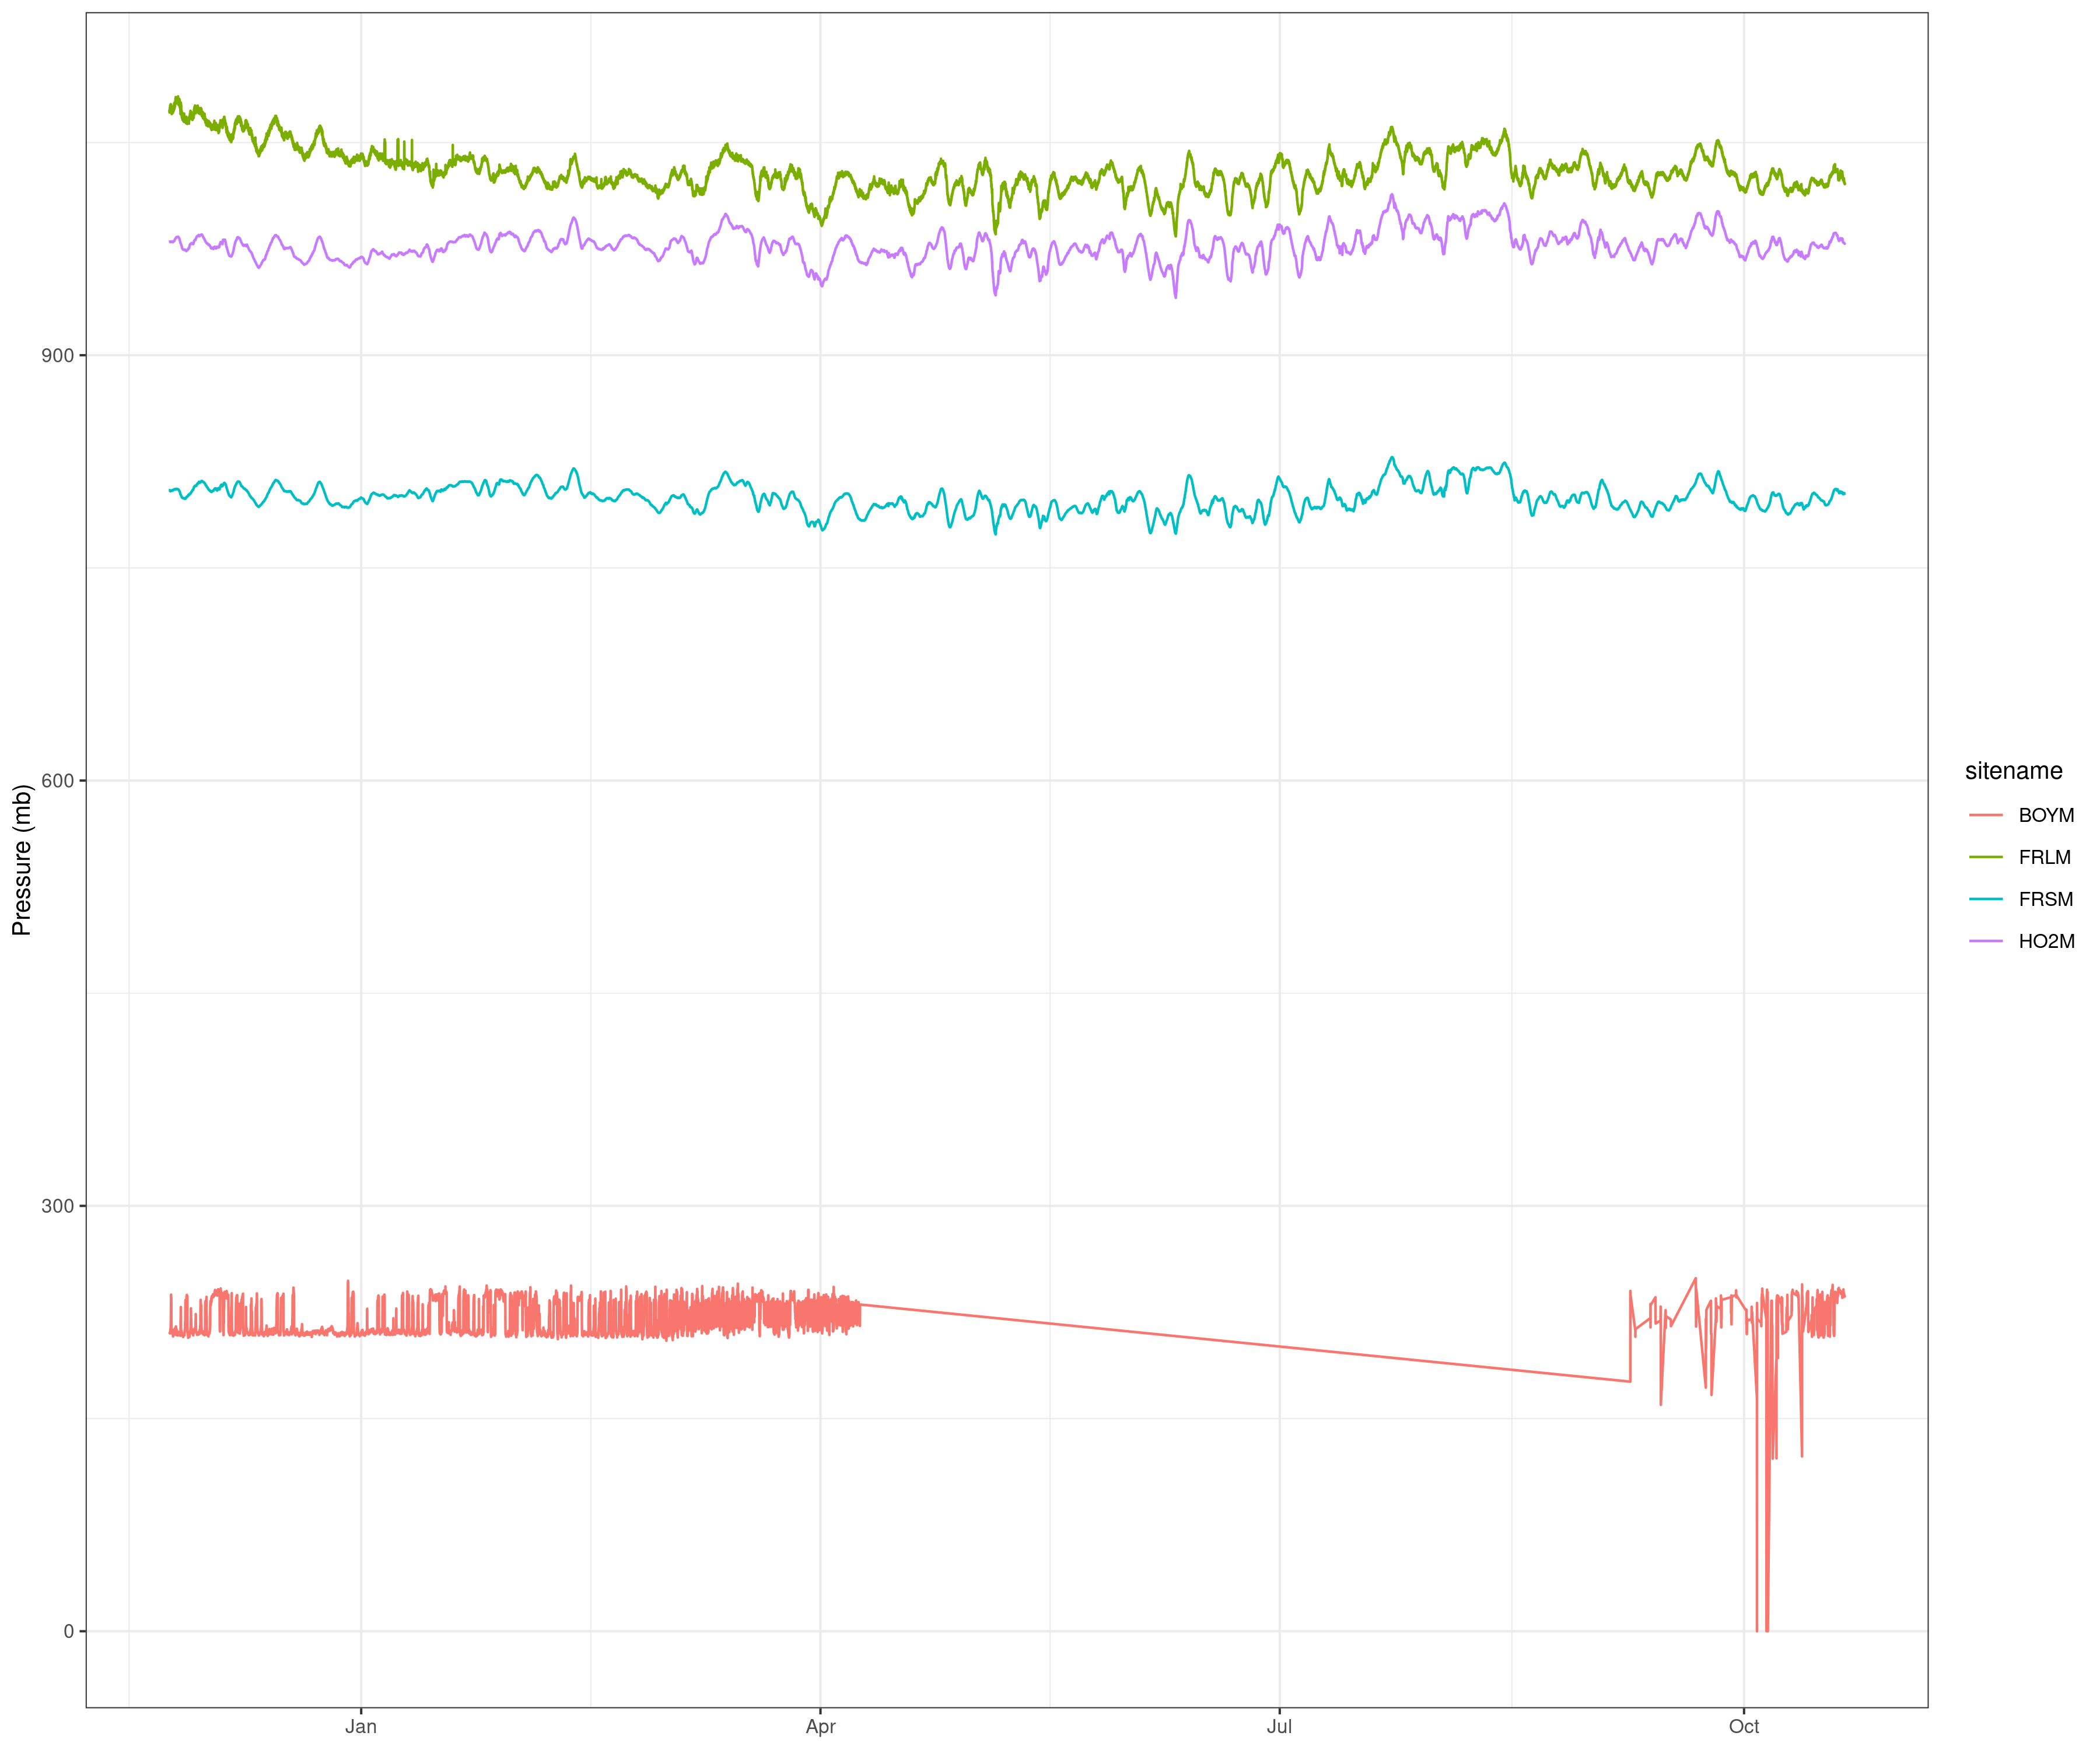 900
600
300
0
Pressure (mb)
Jan
Apr
Jul
Oct
sitename
BOYM
FRLM
FRSM
HO2M